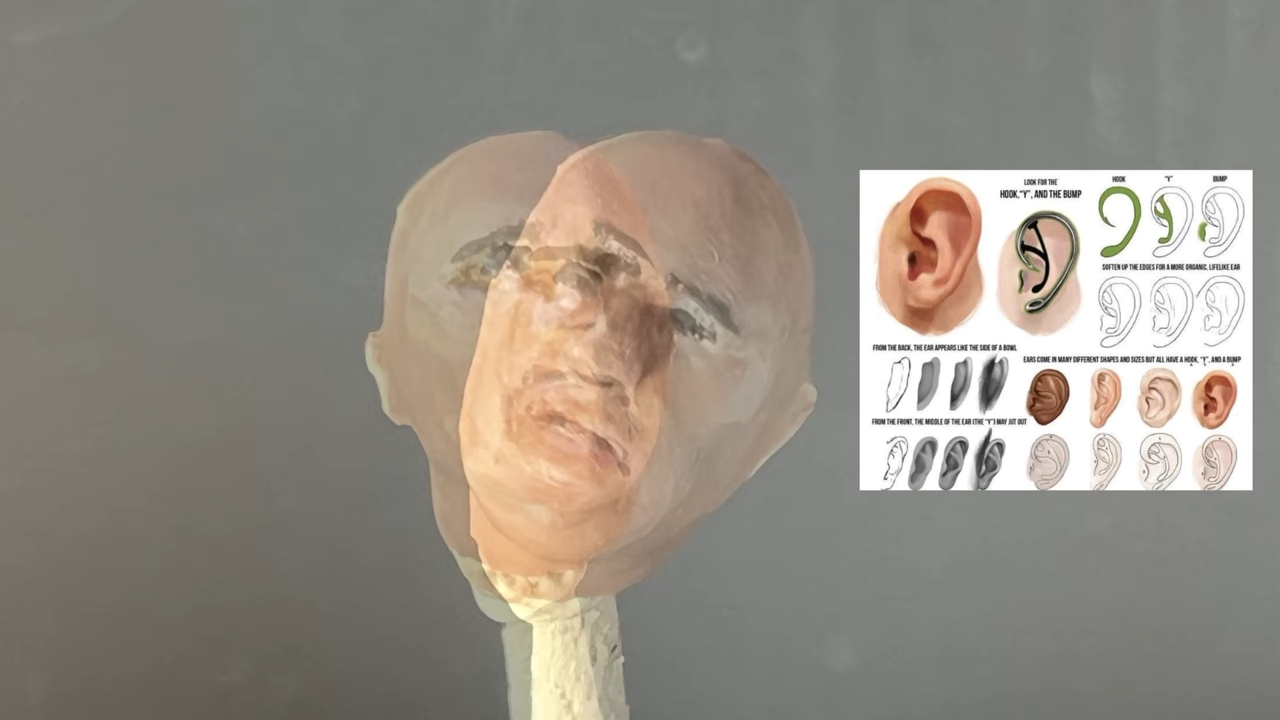 LOOK FOR THE
HOOK, "Y", AND THE BUMP
HOOK
"Y"
BUMP
SOFTEN UP THE EDGES FOR A MORE ORGANIC, LIFELIKE EAR
FROM THE BACK, THE EAR APPEARS LIKE THE SIDE OF A BOWL
EARS COME IN MANY DIFFERENT SHAPES AND SIZES BUT ALL HAVE A HOOK, "Y", AND A BUMP
FROM THE FRONT, THE MIDDLE OF THE EAR (THE "Y") MAY JUT OUT